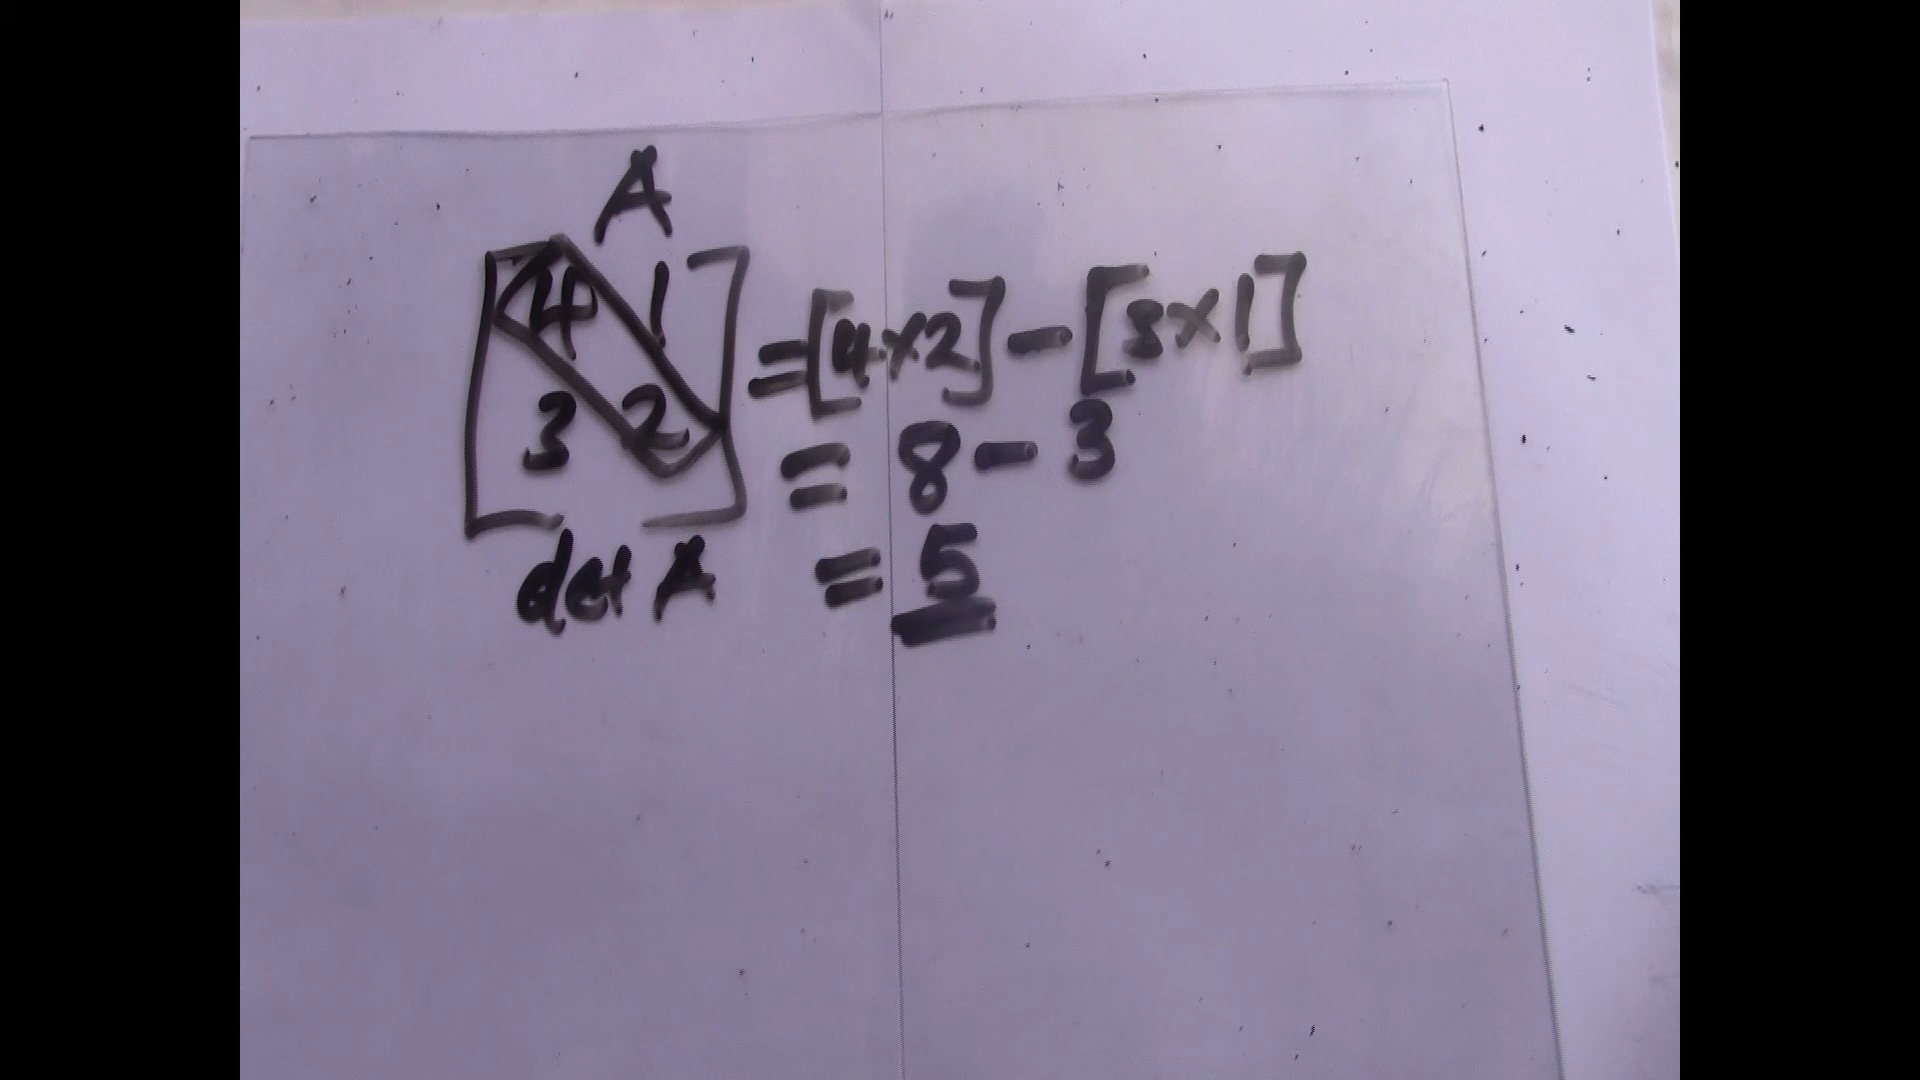 A
[4 1
3 2] = [4×2] - [3×1]
= 8 - 3
det A = 5